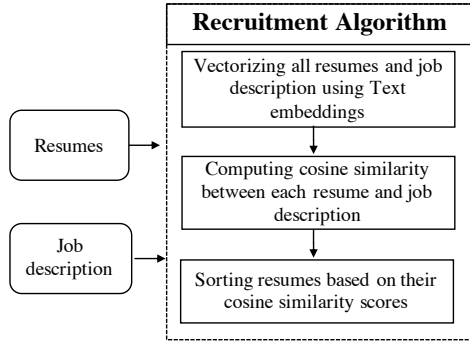 Recruitment Algorithm
Vectorizing all resumes and job
description using Text
embeddings
Resumes
Computing cosine similarity
between each resume and job
description
Job
description
Sorting resumes based on their
cosine similarity scores